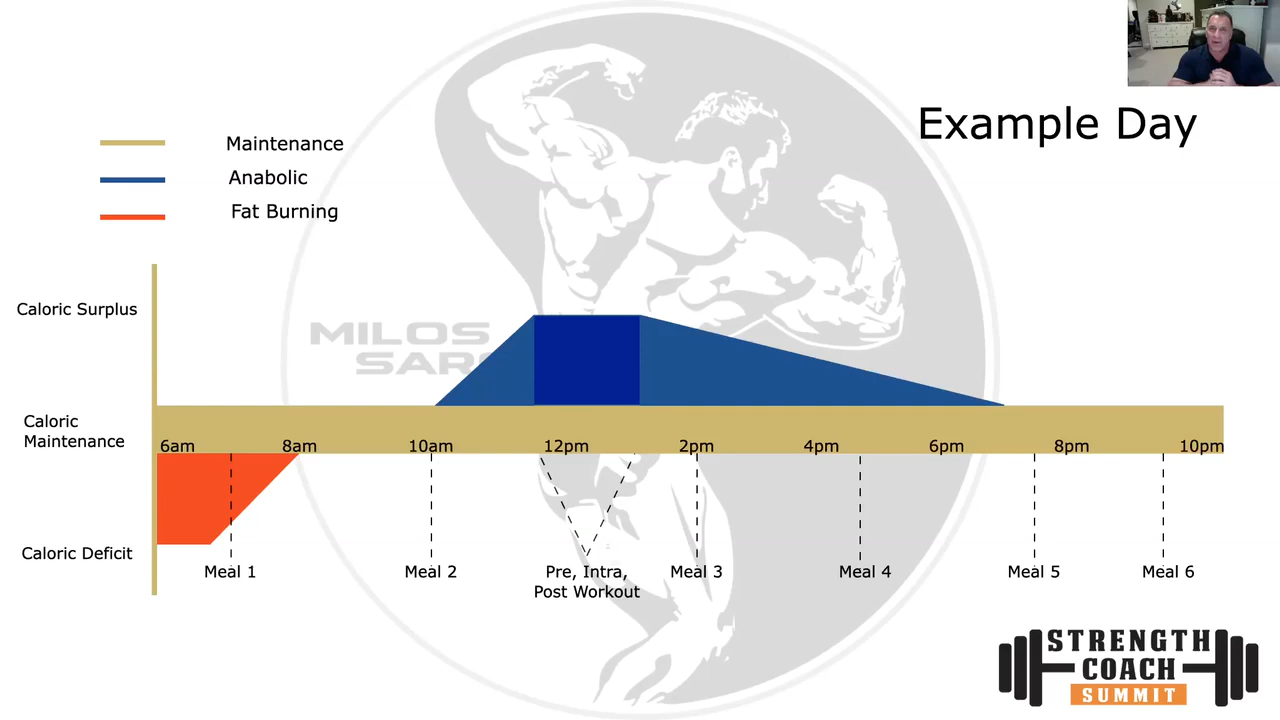 Example Day
Maintenance
Anabolic
Fat Burning
Caloric Surplus
MILOS
SARC
Caloric
Maintenance
6am 8am 10am 12pm 2pm 4pm 6pm 8pm 10pm
Caloric Deficit
Meal 1 Meal 2 Pre, Intra, Meal 3 Meal 4 Meal 5 Meal 6
Post Workout
STRENGTH
COACH
SUMMIT